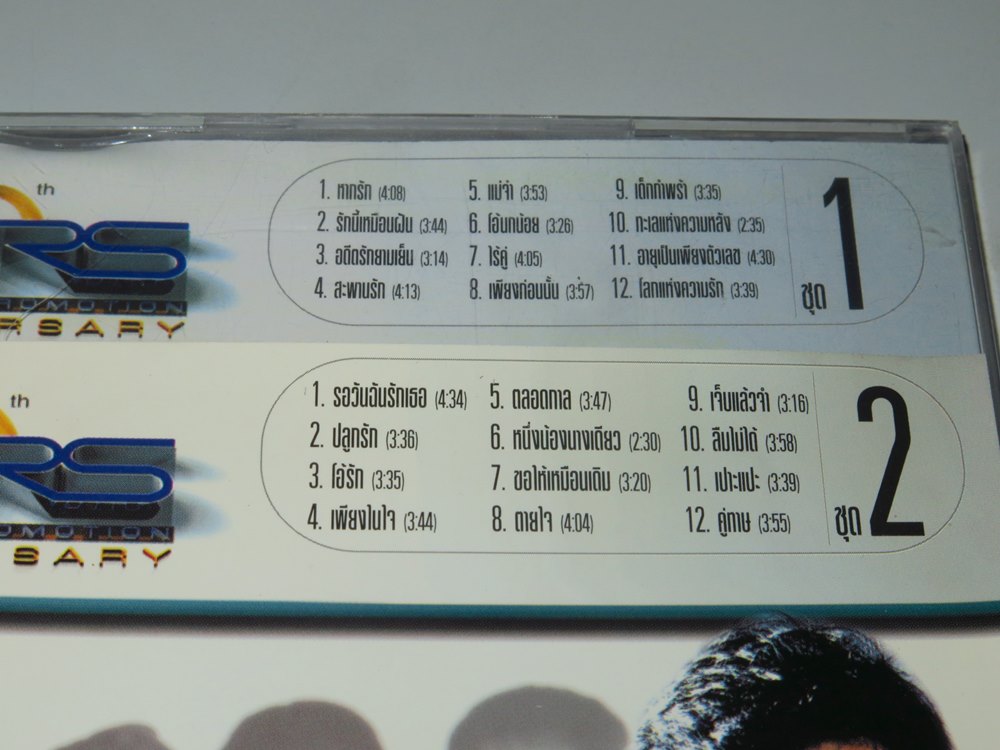 th
RS
PROMOTION
RSARY
1. หากรัก (4:08)
2. รักนี้เหมือนฝัน (3:44)
3. อดีตรักยามเย็น (3:14)
4. สะพานรัก (4:13)
5. แม่จ๋า (3:53)
6. โอ้นกน้อย (3:26)
7. ไร้คู่ (4:05)
8. เพียงก่อนนั้น (3:57)
9. เด็กกำพร้า (3:35)
10. ทะเลแห่งความหลัง (2:35)
11. อายุเป็นเพียงตัวเลข (4:30)
12. โลกแห่งความรัก (3:39)
ชุด 1
th
RS
OMOTION
SARY
1. รอวันฉันรักเธอ (4:34)
2. ปลูกรัก (3:36)
3. โอ้รัก (3:35)
4. เพียงในใจ (3:44)
5. ตลอดกาล (3:47)
6. หนึ่งน้องนางเดียว (2:30)
7. ขอให้เหมือนเดิม (3:20)
8. ตายใจ (4:04)
9. เจ็บแล้วจำ (3:16)
10. ลืมไม่ได้ (3:58)
11. เปาะแปะ (3:39)
12. คู่ทาษ (3:55)
ชุด 2